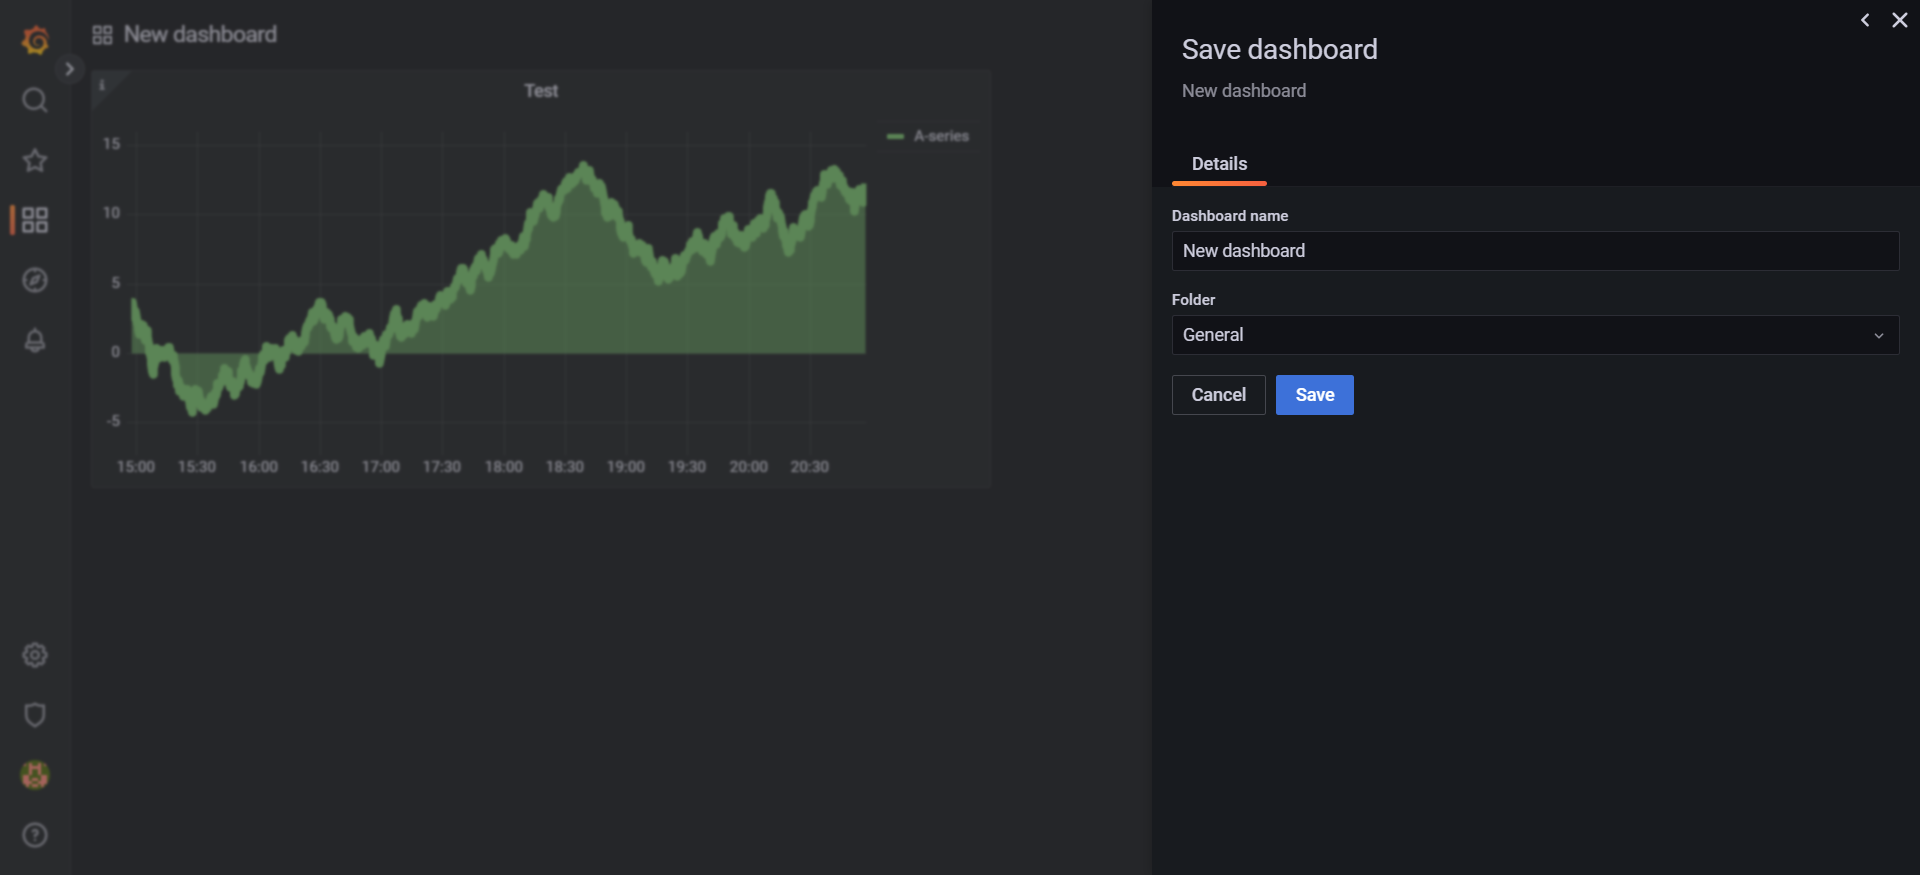 New dashboard
i
Test
A-series
15
10
5
0
-5
15:00 15:30 16:00 16:30 17:00 17:30 18:00 18:30 19:00 19:30 20:00 20:30
Save dashboard
New dashboard
Details
Dashboard name
New dashboard
Folder
General
Cancel Save